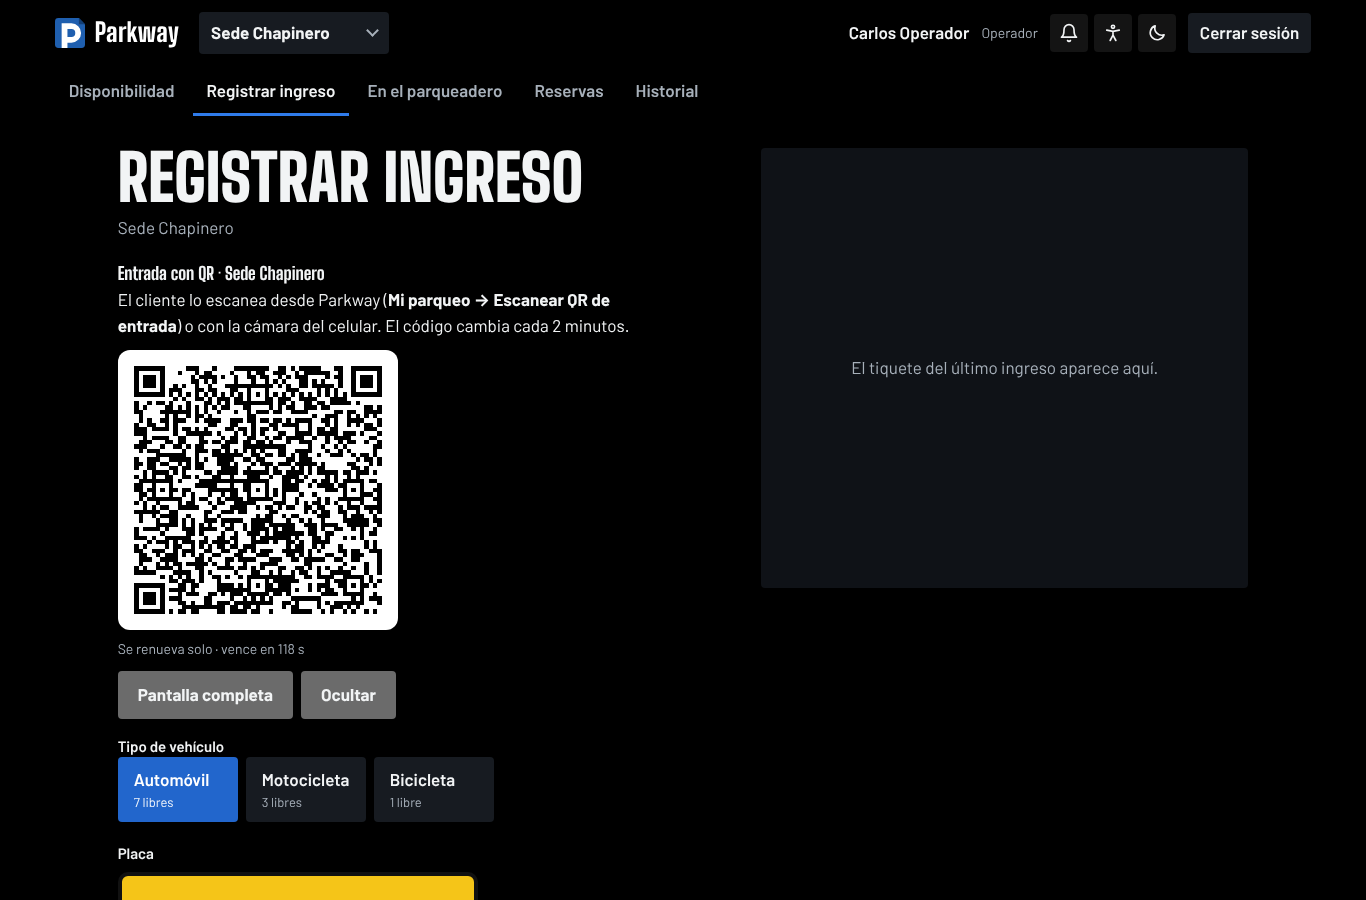 Parkway
Sede Chapinero
Carlos Operador
Operador
Cerrar sesión
Disponibilidad
Registrar ingreso
En el parqueadero
Reservas
Historial
REGISTRAR INGRESO
Sede Chapinero
Entrada con QR · Sede Chapinero
El cliente lo escanea desde Parkway (Mi parqueo → Escanear QR de
entrada) o con la cámara del celular. El código cambia cada 2 minutos.
Se renueva solo · vence en 118 s
Pantalla completa
Ocultar
Tipo de vehículo
Automóvil
7 libres
Motocicleta
3 libres
Bicicleta
1 libre
Placa
El tiquete del último ingreso aparece aquí.